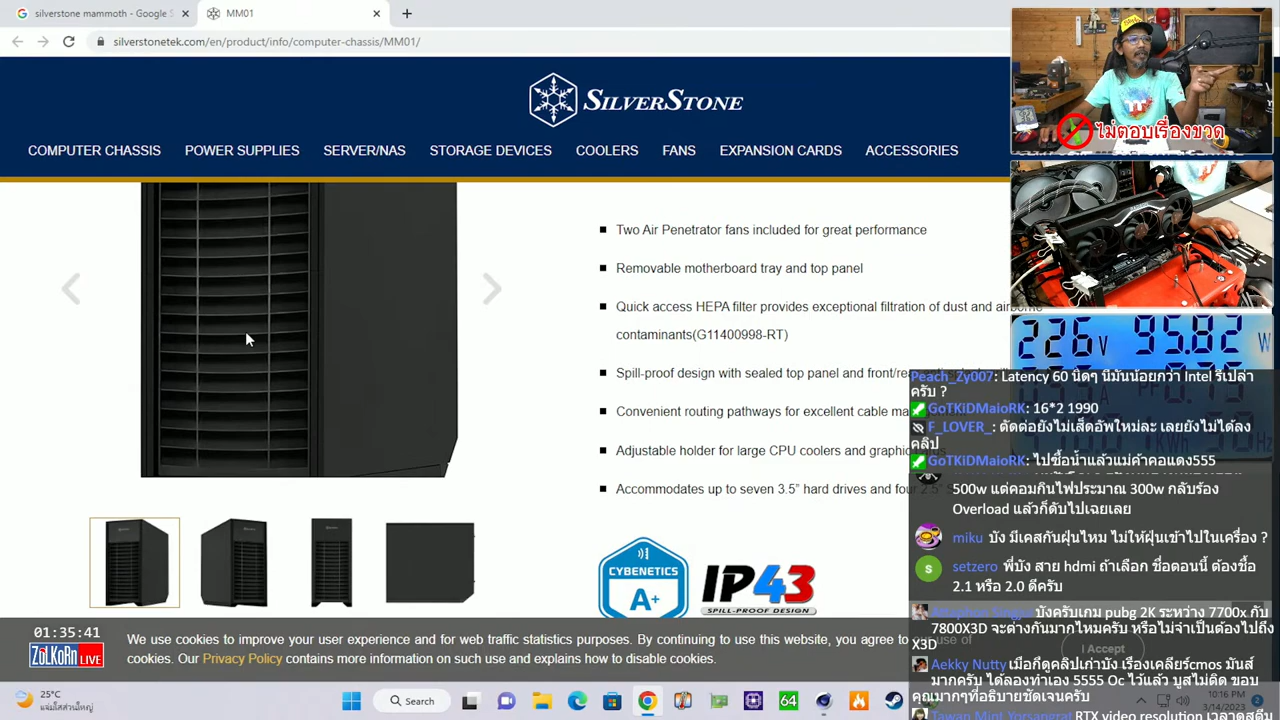 silverstone mammoth - Google S
MM01
silverstonetek.com/en/product/info/computer-chassis/MM01/
SILVERSTONE
COMPUTER CHASSIS POWER SUPPLIES SERVER/NAS STORAGE DEVICES COOLERS FANS EXPANSION CARDS ACCESSORIES
Two Air Penetrator fans included for great performance
Removable motherboard tray and top panel
Quick access HEPA filter provides exceptional filtration of dust and airborne
contaminants(G11400998-RT)
Spill-proof design with sealed top panel and front/rea
Convenient routing pathways for excellent cable ma
Adjustable holder for large CPU coolers and graphic
Accommodates up to seven 3.5” hard drives and four 2.5”
CYBENETICS
A+
IP43
SPILL-PROOF DESIGN
ไม่ตอบเรื่องขวด
226 V 95.82 W
Peach_Zy007: Latency 60 นิดๆ นี่มันน้อยกว่า Intel รึเปล่า
ครับ ?
GoTKiDMaioRK: 16*2 1990
F_LOVER_: ตัดต่อยังไม่เสด็อัพใหม่ละ เลยยังไม่ได้ลง
คลิป
GoTKiDMaioRK: ไปซื้อน้ำแล้วแม่ค้าคอแดง555
500w แต่คอมกินไฟประมาณ 300w กลับร้อง
Overload แล้วก็ดับไปเฉยเลย
miku บัง มีเคสกันฝุ่นไหม ไม่ให้ฝุ่นเข้าไปในเครื่อง ?
setzero พี่บัง สาย hdmi ถ้าเลือก ซื้อตอนนี้ ต้องซื้อ
2.1 หรือ 2.0 ดีครับ
บังครับเกม pubg 2K ระหว่าง 7700x กับ
7800X3D จะต่างกันมากไหมครับ หรือไม่จำเป็นต้องไปถึง
X3D
Aekky Nutty เมื่อกี้ดูคลิปเก่าบัง เรื่องเคลียร์cmos มันส์
มากครับ ได้ลองทำเอง 5555 Oc ไว้แล้ว บูสไม่ติด ขอบ
คุณมากๆที่อธิบายชัดเจนครับ
RTX video resolution
01:35:41
ZoLKoRn LIVE
We use cookies to improve your user experience and for web traffic statistics purposes. By continuing to use this website, you agree to our use of
cookies. Our Privacy Policy contains more information on such use and explains how to disable cookies.
I Accept
25°C
Search
64
10:16 PM
3/14/2023
2